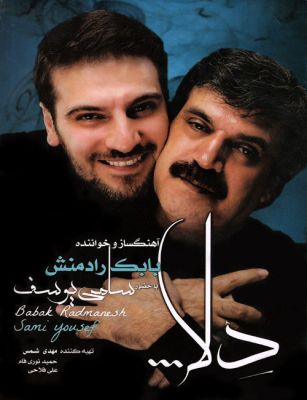 آهنگساز و خواننده
بابک رادمنش
با حضور سامی یوسف
Babak Radmanesh
Sami yousef
دلا...
تهیه کننده مهدی شمس
حمید نوری فام
علی فلاحی